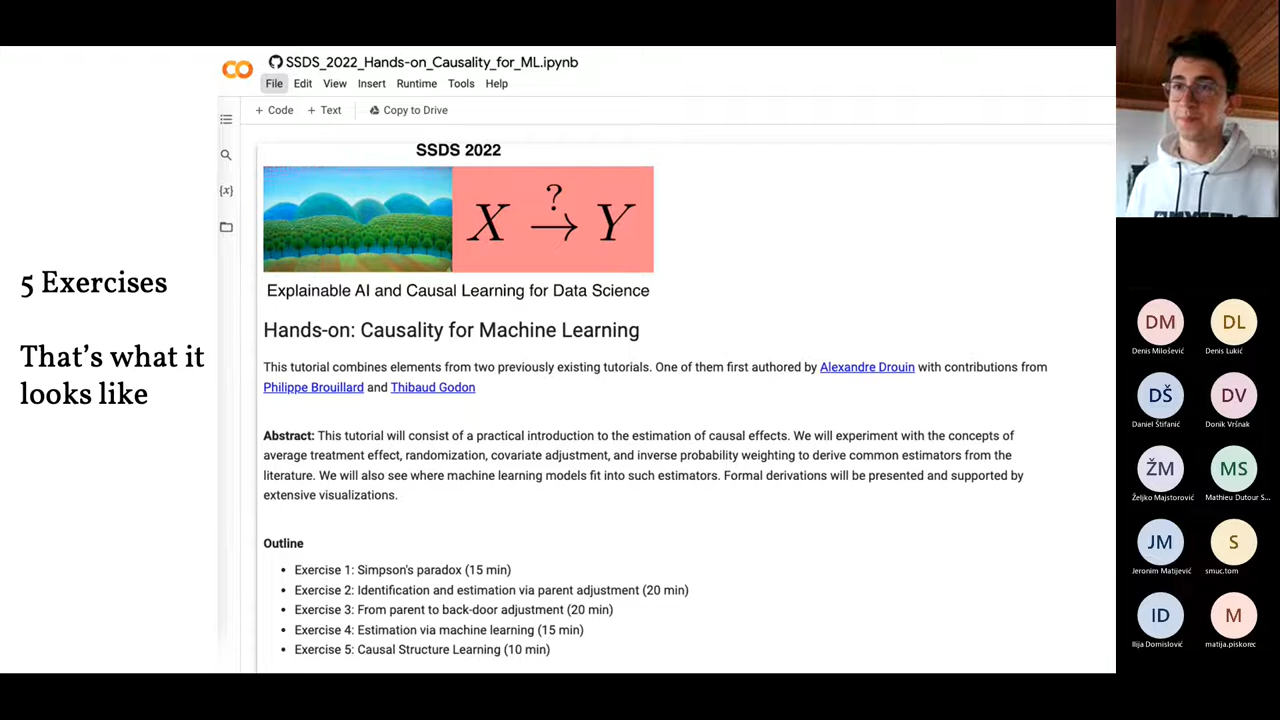 5 Exercises
That's what it
looks like
SSDS_2022_Hands-on_Causality_for_ML.ipynb
File Edit View Insert Runtime Tools Help
+ Code + Text Copy to Drive
{x}
SSDS 2022
X →? Y
Explainable AI and Causal Learning for Data Science
Hands-on: Causality for Machine Learning
This tutorial combines elements from two previously existing tutorials. One of them first authored by Alexandre Drouin with contributions from
Philippe Brouillard and Thibaud Godon
Abstract: This tutorial will consist of a practical introduction to the estimation of causal effects. We will experiment with the concepts of
average treatment effect, randomization, covariate adjustment, and inverse probability weighting to derive common estimators from the
literature. We will also see where machine learning models fit into such estimators. Formal derivations will be presented and supported by
extensive visualizations.
Outline
• Exercise 1: Simpson's paradox (15 min)
• Exercise 2: Identification and estimation via parent adjustment (20 min)
• Exercise 3: From parent to back-door adjustment (20 min)
• Exercise 4: Estimation via machine learning (15 min)
• Exercise 5: Causal Structure Learning (10 min)
DM DL
Denis Milošević Denis Lukić
DŠ DV
Daniel Štifanić Donik Vršnak
ŽM MS
Željko Majstorović Mathieu Dutour S...
JM S
Jeronim Matijević smuc.tom
ID M
Ilija Domislović matija.piskorec